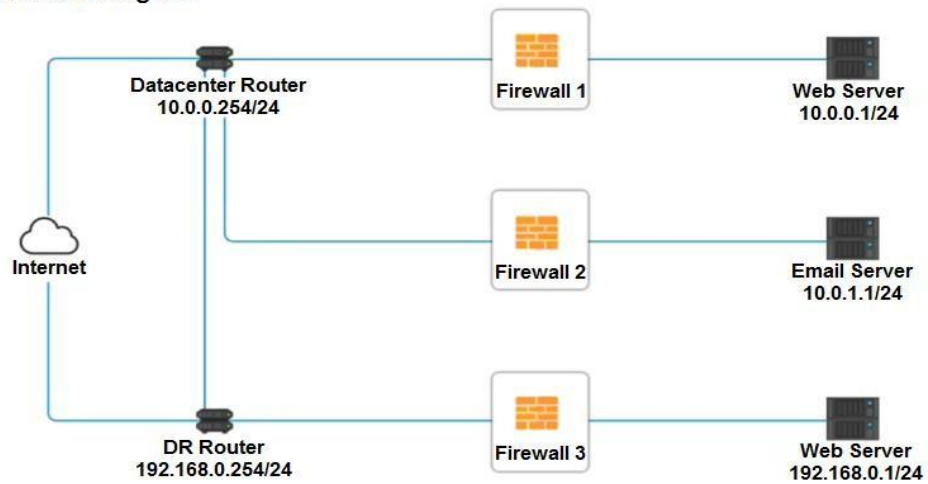 Datacenter Router
10.0.0.254/24
Firewall 1
Web Server
10.0.0.1/24
Internet
Firewall 2
Email Server
10.0.1.1/24
DR Router
192.168.0.254/24
Firewall 3
Web Server
192.168.0.1/24